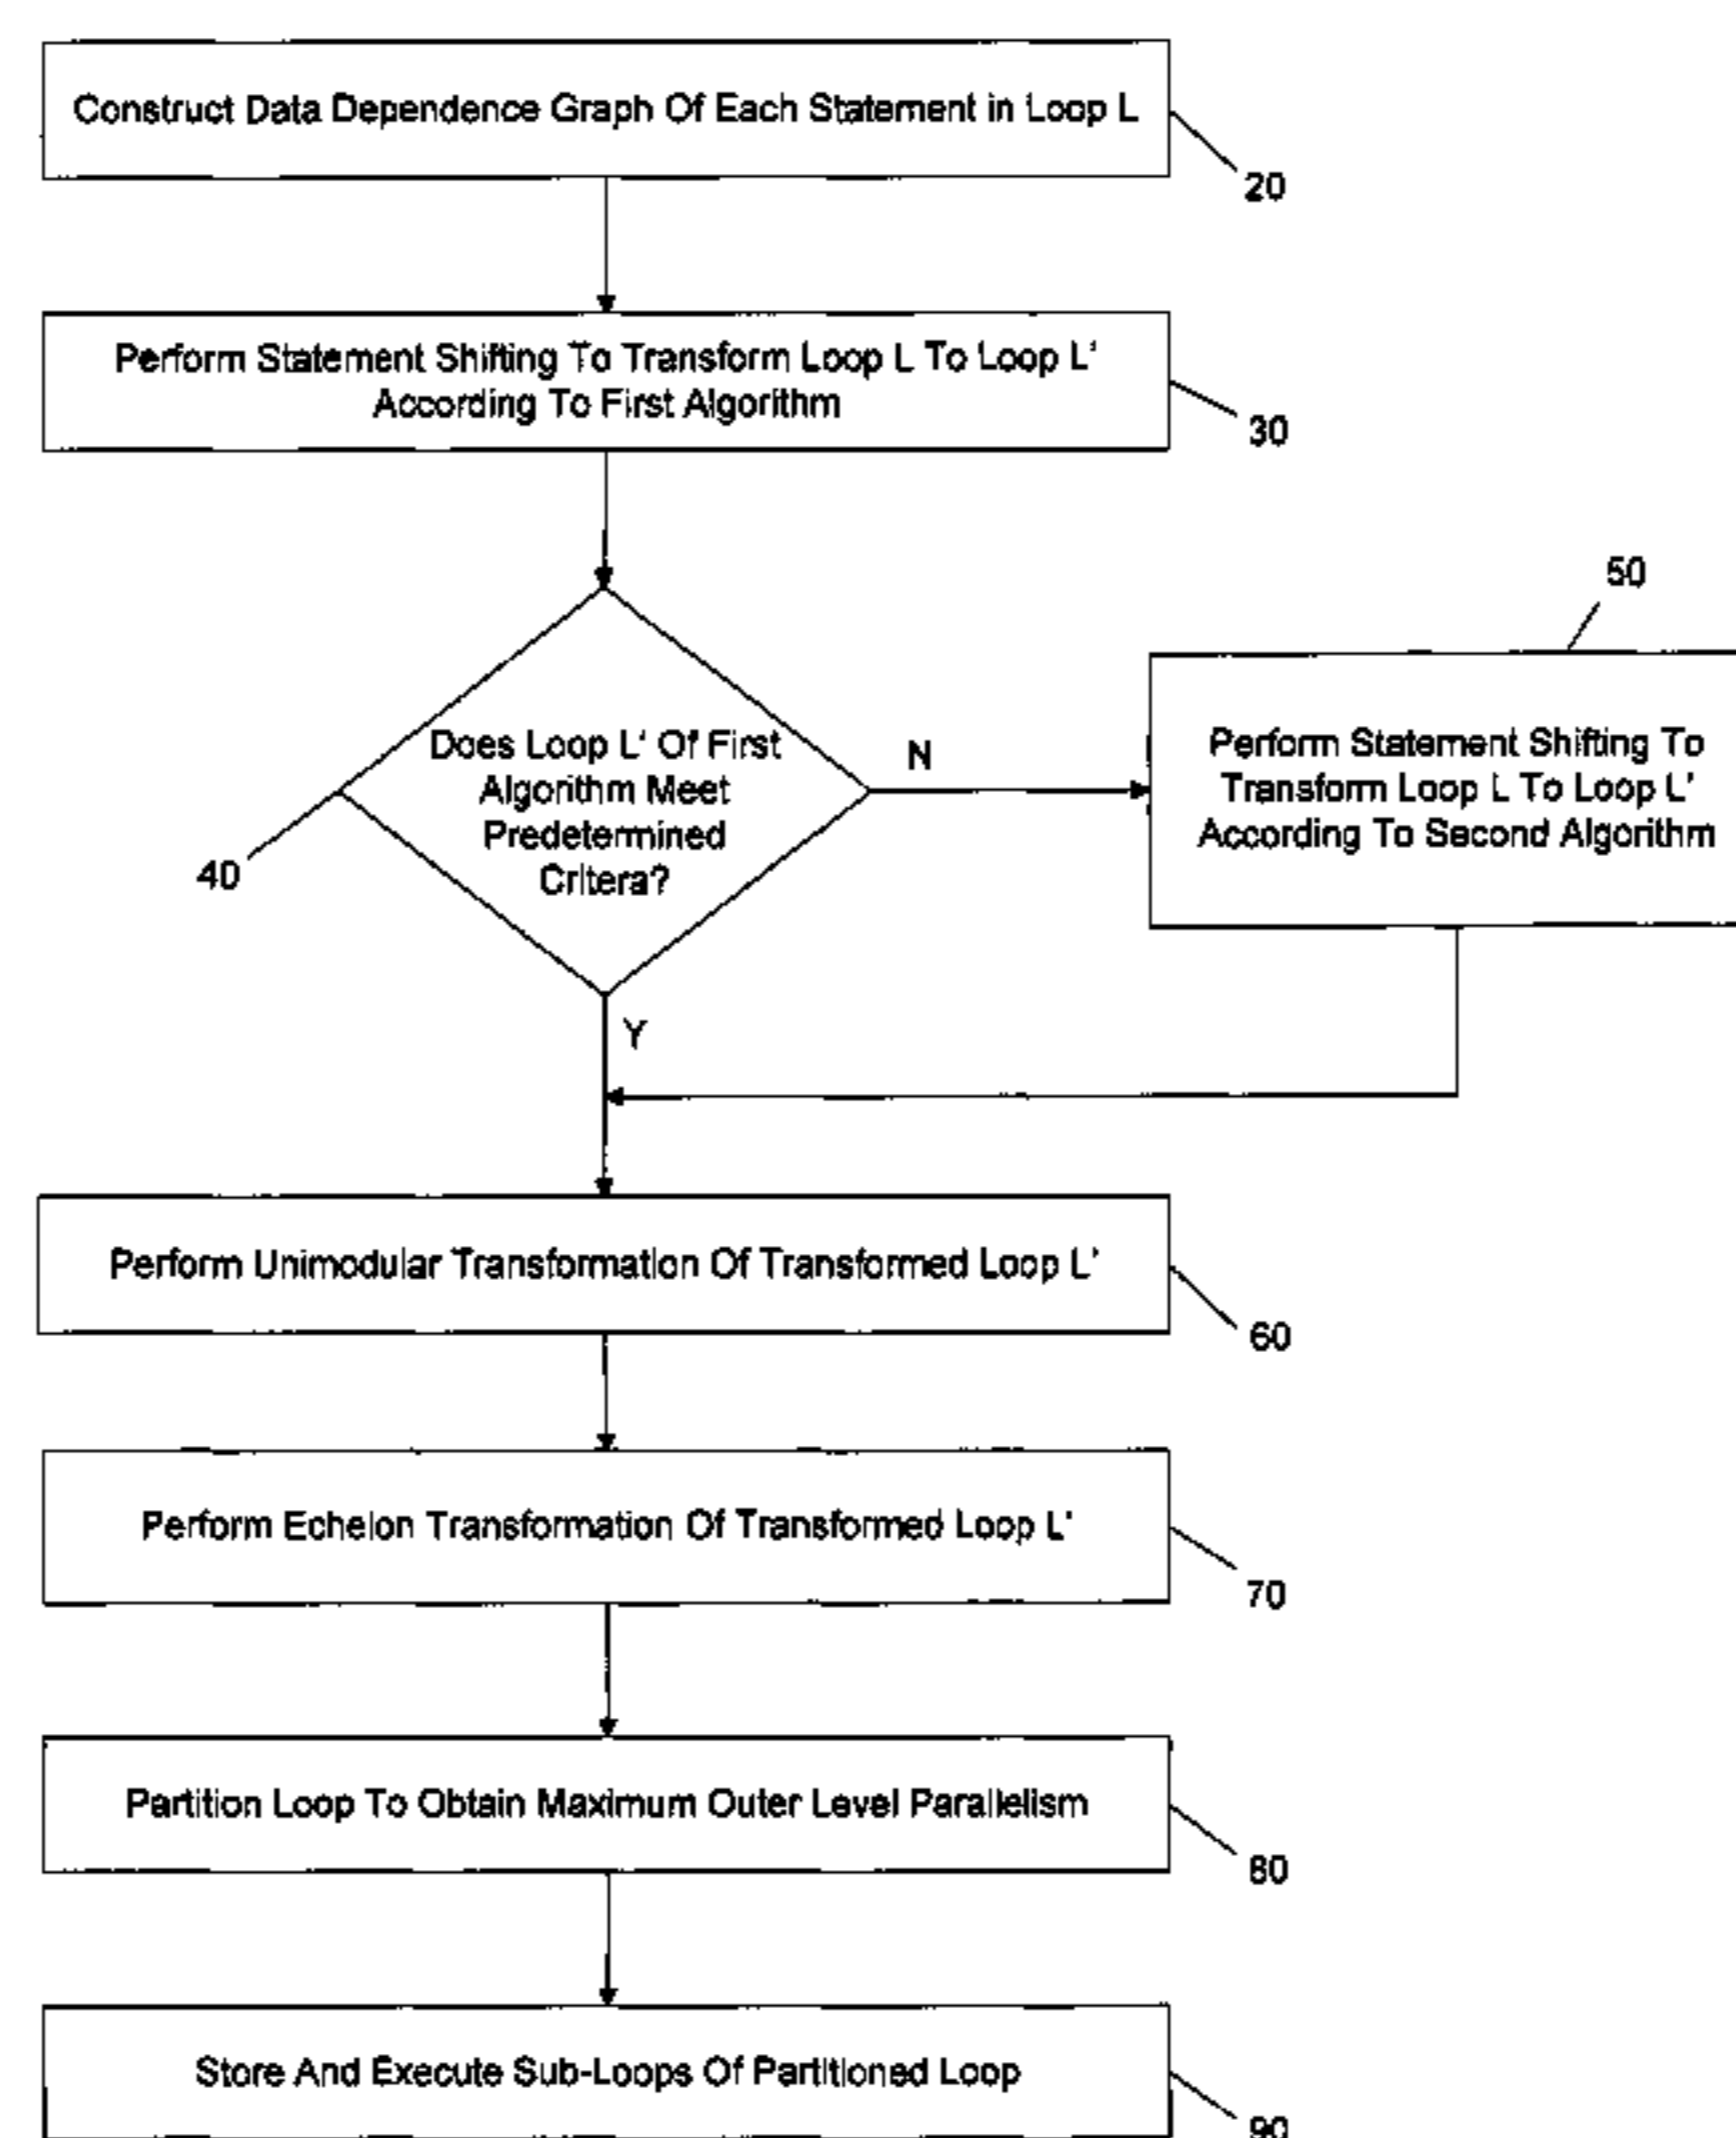 Construct Data Dependence Graph Of Each Statement in Loop L
20
Perform Statement Shifting To Transform Loop L To Loop L'
According To First Algorithm
30
50
Does Loop L' Of First
Algorithm Meet
Predetermined
Critera?
N
40
Perform Statement Shifting To
Transform Loop L To Loop L'
According To Second Algorithm
Y
Perform Unimodular Transformation Of Transformed Loop L'
60
Perform Echelon Transformation Of Transformed Loop L'
70
Partition Loop To Obtain Maximum Outer Level Parallelism
80
Store And Execute Sub-Loops Of Partitioned Loop
90